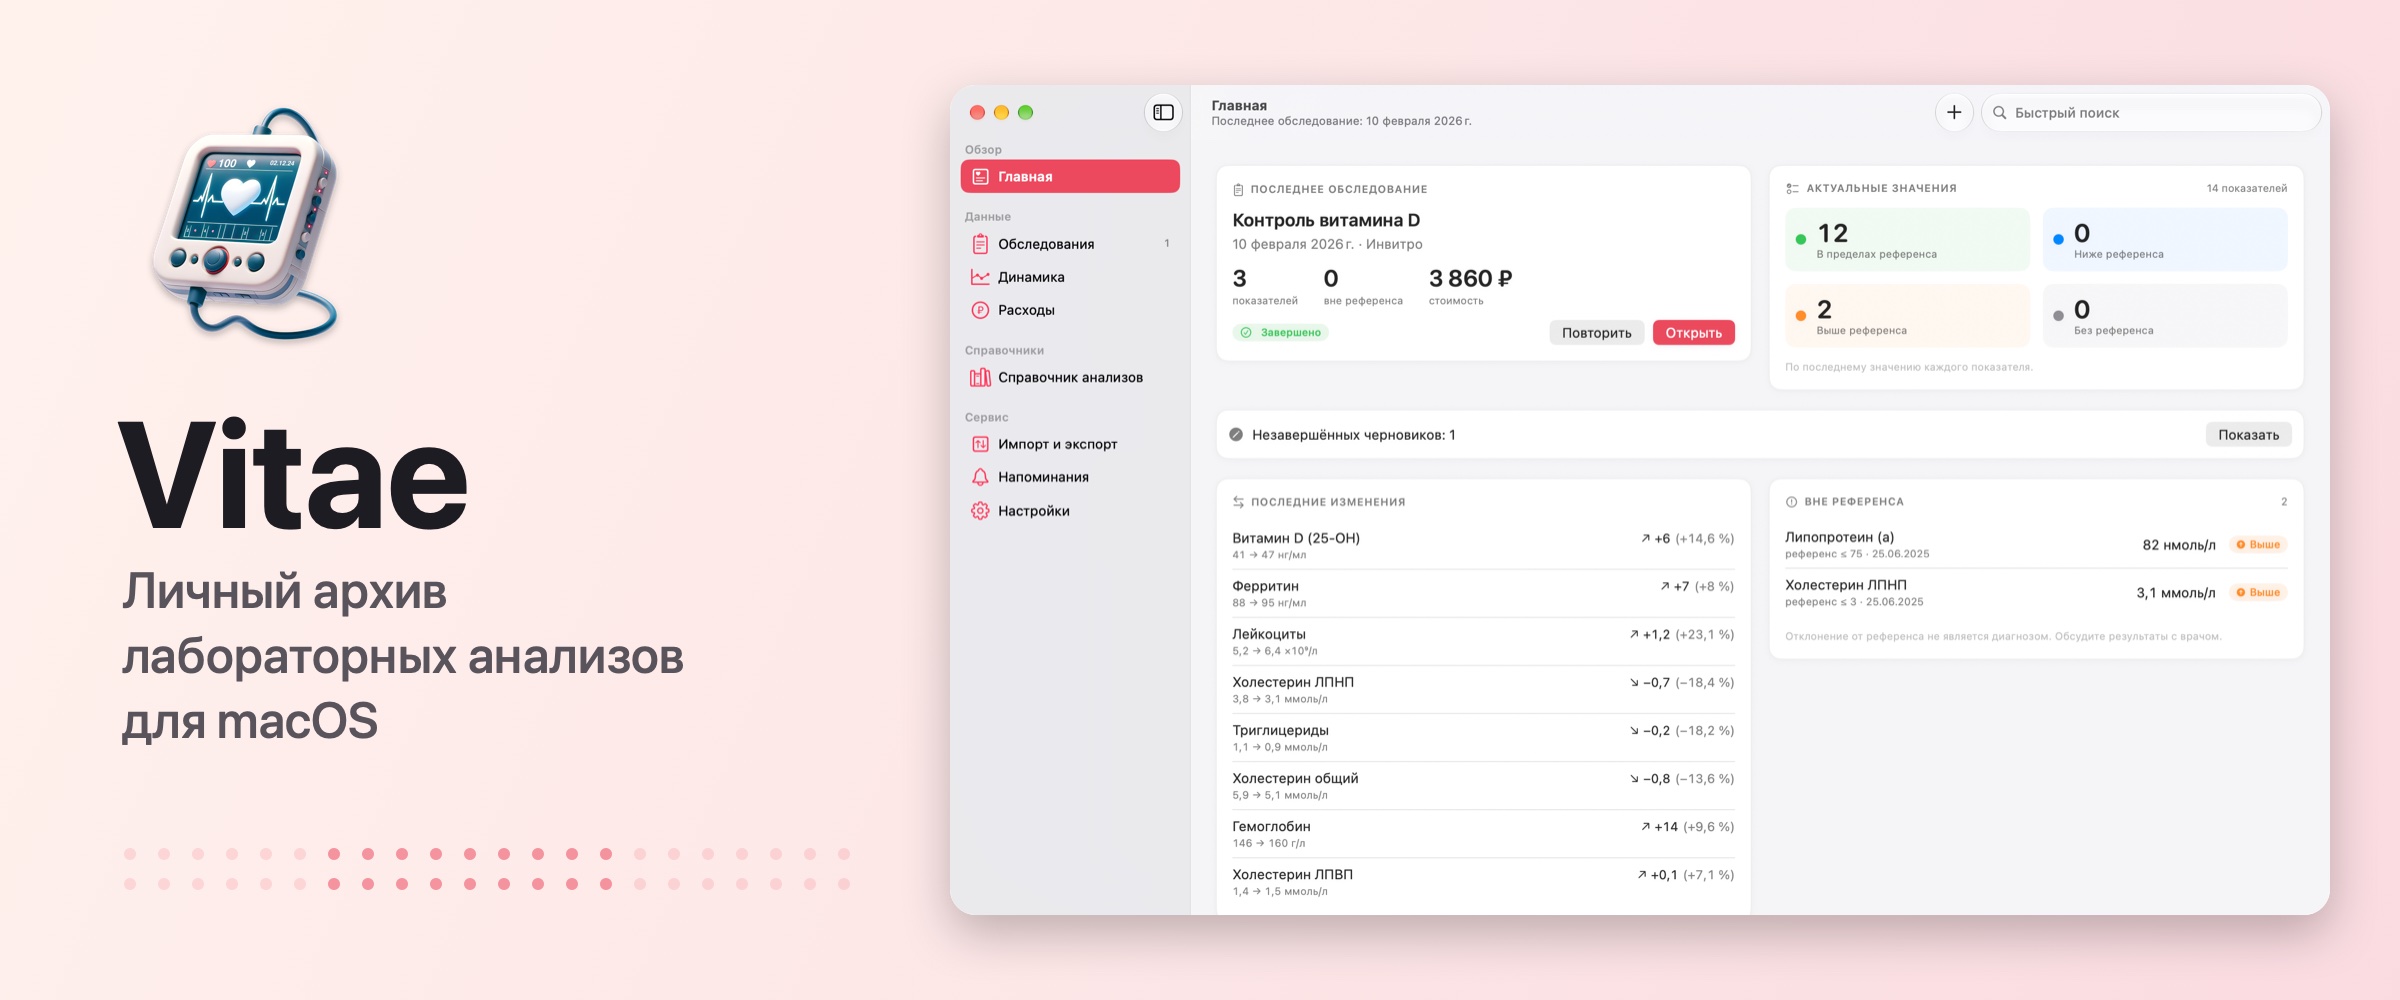 100
02.12.24
Vitae
Личный архив
лабораторных анализов
для macOS
Обзор
Главная
Данные
Обследования 1
Динамика
Расходы
Справочники
Справочник анализов
Сервис
Импорт и экспорт
Напоминания
Настройки
Главная
Последнее обследование: 10 февраля 2026 г.
Быстрый поиск
ПОСЛЕДНЕЕ ОБСЛЕДОВАНИЕ
Контроль витамина D
10 февраля 2026 г. · Инвитро
3 0 3 860 ₽
показателей вне референса стоимость
Завершено Повторить Открыть
АКТУАЛЬНЫЕ ЗНАЧЕНИЯ 14 показателей
12 0
В пределах референса Ниже референса
2 0
Выше референса Без референса
По последнему значению каждого показателя.
Незавершённых черновиков: 1 Показать
ПОСЛЕДНИЕ ИЗМЕНЕНИЯ
Витамин D (25-OH) ↗ +6 (+14,6 %)
41 → 47 нг/мл
Ферритин ↗ +7 (+8 %)
88 → 95 нг/мл
Лейкоциты ↗ +1,2 (+23,1 %)
5,2 → 6,4 ×10⁹/л
Холестерин ЛПНП ↘ −0,7 (−18,4 %)
3,8 → 3,1 ммоль/л
Триглицериды ↘ −0,2 (−18,2 %)
1,1 → 0,9 ммоль/л
Холестерин общий ↘ −0,8 (−13,6 %)
5,9 → 5,1 ммоль/л
Гемоглобин ↗ +14 (+9,6 %)
146 → 160 г/л
Холестерин ЛПВП ↗ +0,1 (+7,1 %)
1,4 → 1,5 ммоль/л
ВНЕ РЕФЕРЕНСА 2
Липопротеин (а) 82 нмоль/л Выше
референс ≤ 75 · 25.06.2025
Холестерин ЛПНП 3,1 ммоль/л Выше
референс ≤ 3 · 25.06.2025
Отклонение от референса не является диагнозом. Обсудите результаты с врачом.